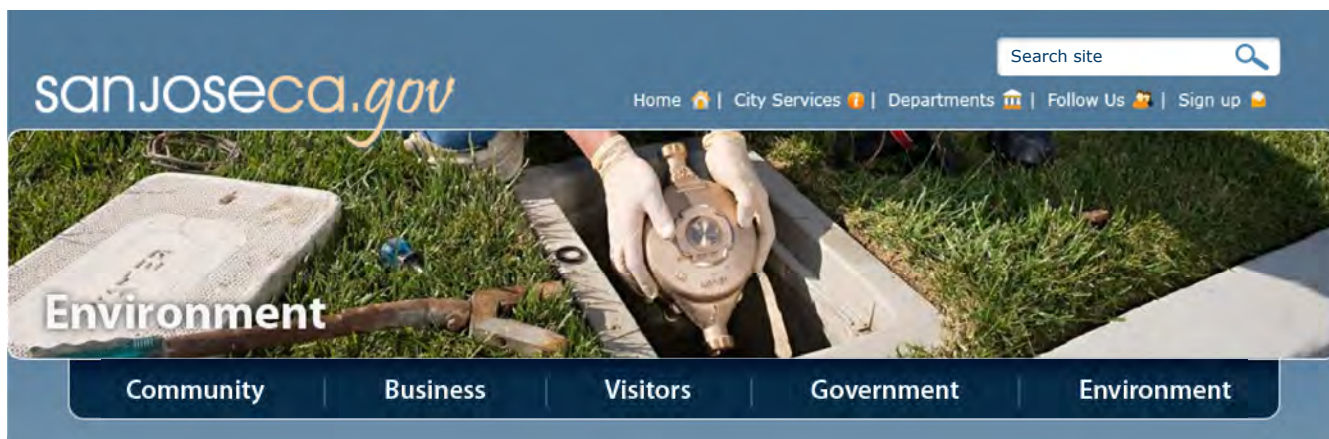 Search site
sanjoseca.gov
Home | City Services | Departments | Follow Us | Sign up
Environment
Community | Business | Visitors | Government | Environment